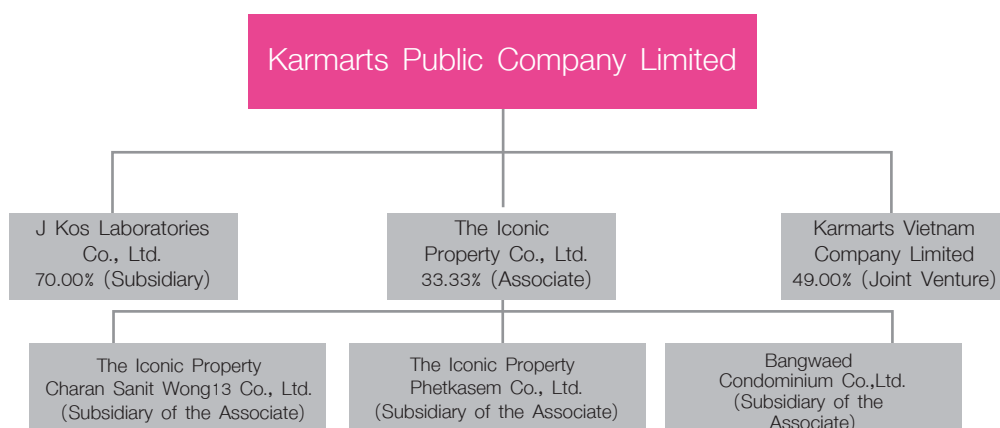 Karmarts Public Company Limited
J Kos Laboratories
Co., Ltd.
70.00% (Subsidiary)
The Iconic
Property Co., Ltd.
33.33% (Associate)
Karmarts Vietnam
Company Limited
49.00% (Joint Venture)
The Iconic Property
Charan Sanit Wong13 Co., Ltd.
(Subsidiary of the Associate)
The Iconic Property
Phetkasem Co., Ltd.
(Subsidiary of the Associate)
Bangwaed
Condominium Co.,Ltd.
(Subsidiary of the
Associate)